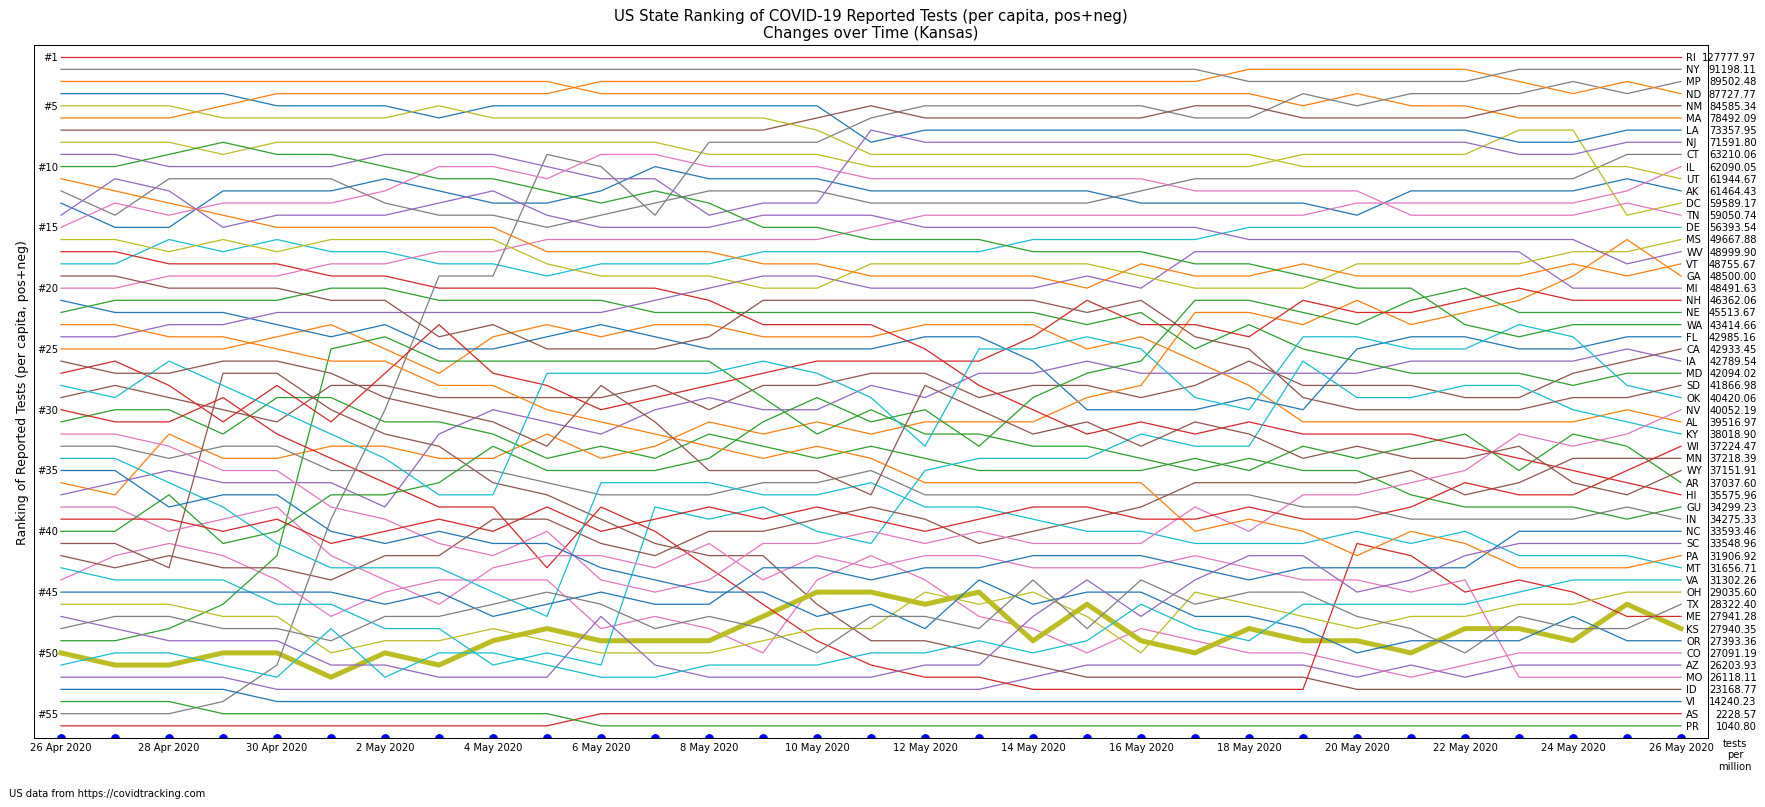 US State Ranking of COVID-19 Reported Tests (per capita, pos+neg)
Changes over Time (Kansas)
Ranking of Reported Tests (per capita, pos+neg)
#1
#5
#10
#15
#20
#25
#30
#35
#40
#45
#50
#55
RI 127777.97
NY 91198.11
MP 89502.48
ND 87727.77
NM 84585.34
MA 78492.09
LA 73357.95
NJ 71591.80
CT 63210.06
IL 62090.05
UT 61944.67
AK 61464.43
DC 59589.17
TN 59050.74
DE 56393.54
MS 49667.88
WV 48999.90
VT 48755.67
GA 48500.00
MI 48491.63
NH 46362.06
NE 45513.67
WA 43414.66
FL 42985.16
CA 42933.45
IA 42789.54
MD 42094.02
SD 41866.98
OK 40420.06
NV 40052.19
AL 39516.97
KY 38018.90
WI 37224.47
MN 37218.39
WY 37151.91
AR 37037.60
HI 35575.96
GU 34299.23
IN 34275.33
NC 33593.46
SC 33548.96
PA 31906.92
MT 31656.71
VA 31302.26
OH 29035.60
TX 28322.40
ME 27941.28
KS 27940.35
OR 27393.36
CO 27091.19
AZ 26203.93
MO 26118.11
ID 23168.77
VI 14240.23
AS 2228.57
PR 1040.80
26 Apr 2020 28 Apr 2020 30 Apr 2020 2 May 2020 4 May 2020 6 May 2020 8 May 2020 10 May 2020 12 May 2020 14 May 2020 16 May 2020 18 May 2020 20 May 2020 22 May 2020 24 May 2020 26 May 2020
tests
per
million
US data from https://covidtracking.com